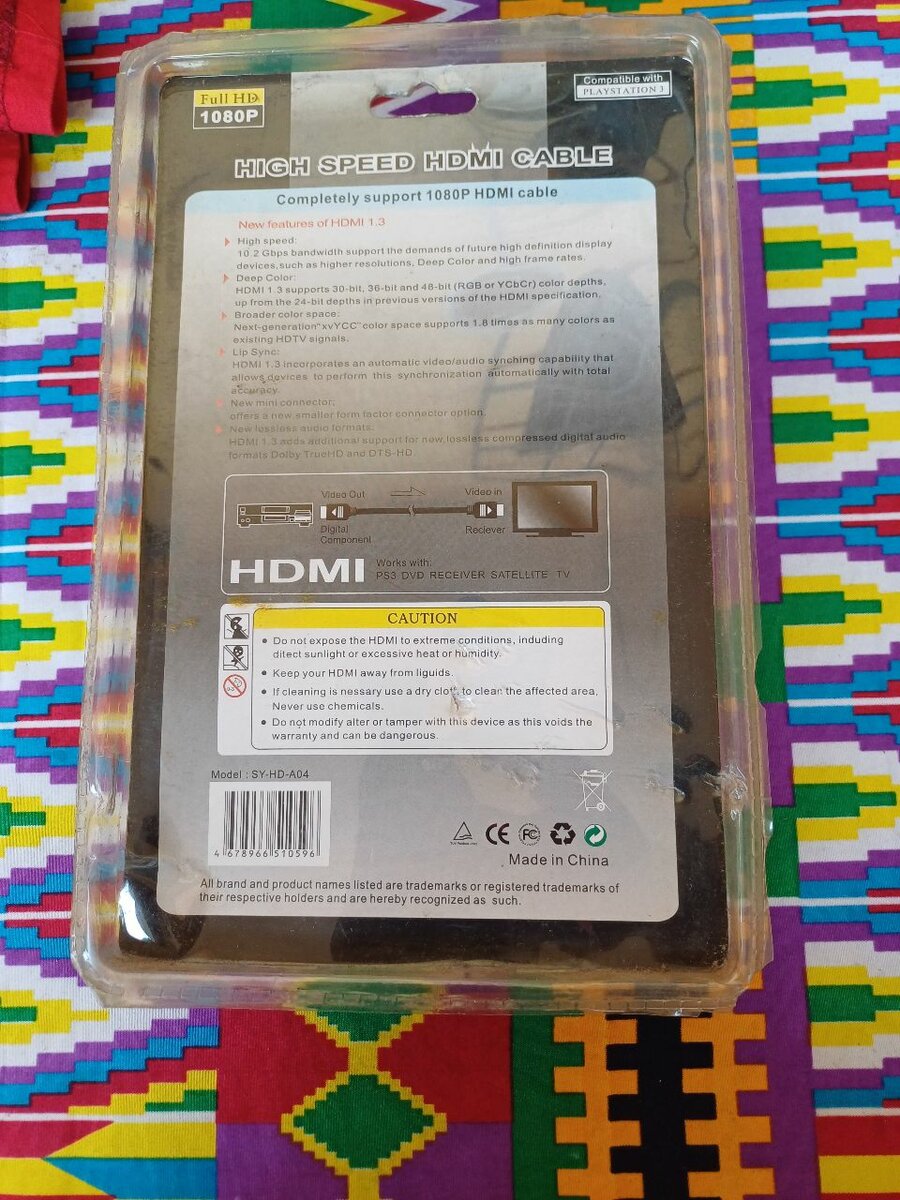 Full HD
1080P
Compatible with
PLAYSTATION 3
HIGH SPEED HDMI CABLE
Completely support 1080P HDMI cable
New features of HDMI 1.3
High speed:
10.2 Gbps bandwidth support the demands of future high definition display
devices,such as higher resolutions, Deep Color and high frame rates.
Deep Color:
HDMI 1.3 supports 30-bit, 36-bit and 48-bit (RGB or YCbCr) color depths,
up from the 24-bit depths in previous versions of the HDMI specification.
Broader color space:
Next-generation"xvYCC"color space supports 1.8 times as many colors as
existing HDTV signals.
Lip Sync:
HDMI 1.3 incorporates an automatic video/audio synching capability that
allows devices to perform this synchronization automatically with total
accuracy.
New mini connector;
offers a new smaller form factor connector option.
New lossless audio formats:
HDMI 1.3 adds additional support for new lossless compressed digital audio
formats Dolby TrueHD and DTS-HD
Video Out
Video in
Digital
Component
Reciever
HDMI
Works with:
PS3 DVD RECEIVER SATELLITE TV
CAUTION
• Do not expose the HDMI to extreme conditions, induding
ditect sunlight or excessive heat or humidity.
• Keep your HDMI away from liguids.
• If cleaning is nessary use a dry cloth to clean the affected area,
Never use chemicals.
• Do not modify alter or tamper with this device as this voids the
warranty and can be dangerous.
Model : SY-HD-A04
4 678966 510596
CE FC
Made in China
All brand and product names listed are trademarks or registered trademarks of
their respective holders and are hereby recognized as such.